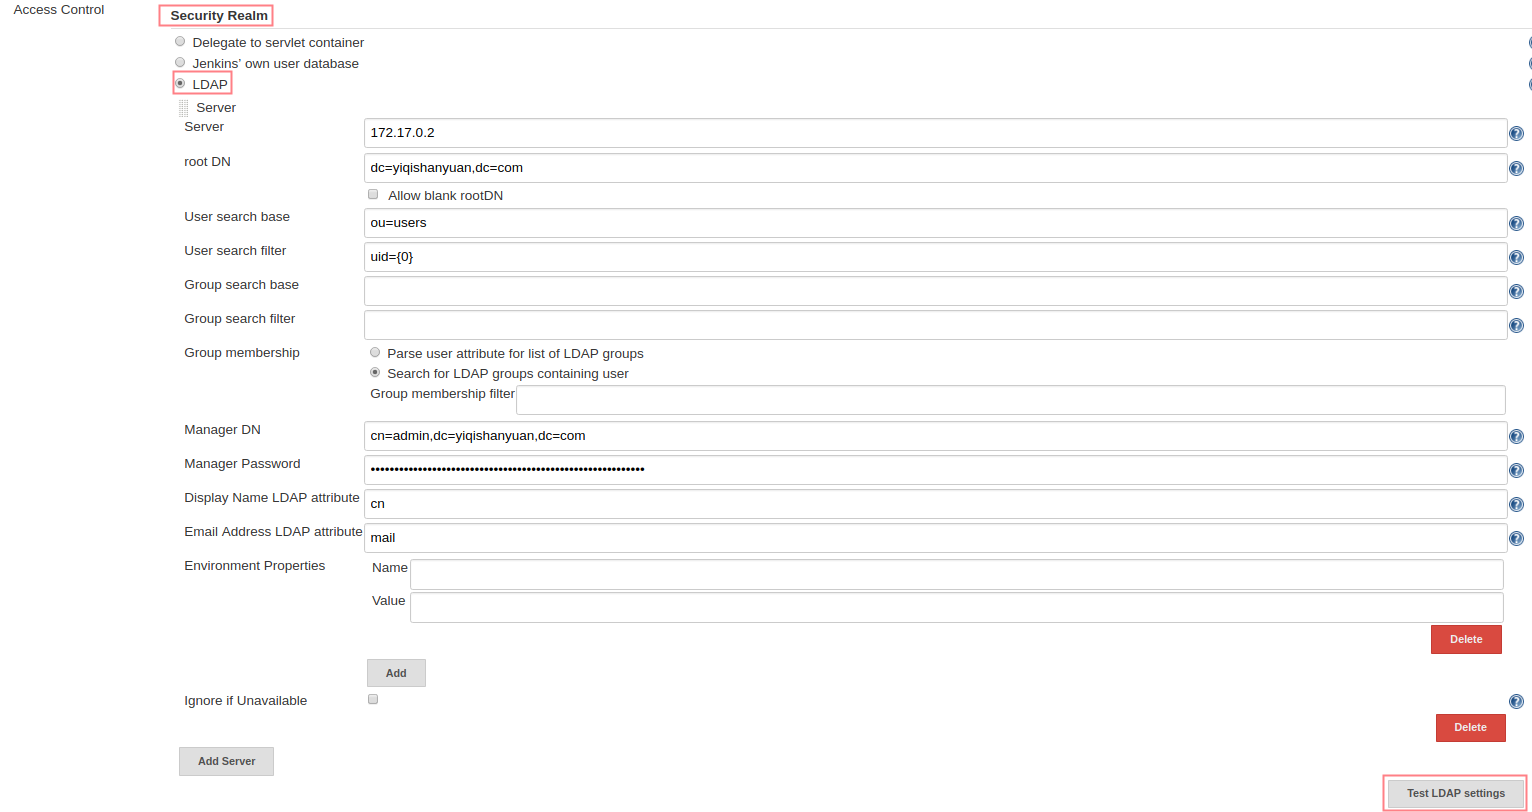 Access Control
Security Realm
Delegate to servlet container
Jenkins' own user database
LDAP
Server
Server 172.17.0.2
root DN dc=yiqishanyuan,dc=com
Allow blank rootDN
User search base ou=users
User search filter uid={0}
Group search base
Group search filter
Group membership Parse user attribute for list of LDAP groups
Search for LDAP groups containing user
Group membership filter
Manager DN cn=admin,dc=yiqishanyuan,dc=com
Manager Password ••••••••••••••••••••••••••••••••••••••••••••••••••••••••••
Display Name LDAP attribute cn
Email Address LDAP attribute mail
Environment Properties Name
Value
Delete
Add
Ignore if Unavailable
Delete
Add Server
Test LDAP settings